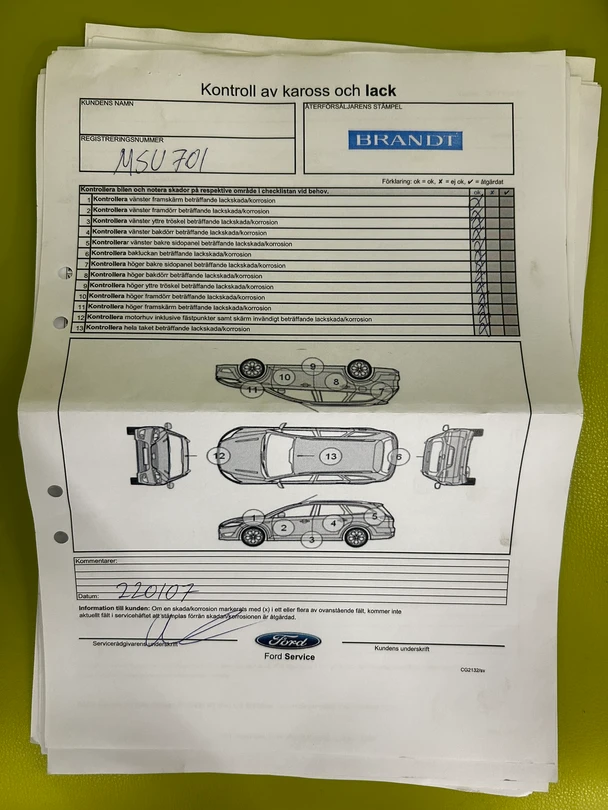 Kontroll av kaross och lack
KUNDENS NAMN
ÅTERFÖRSÄLJARENS STÄMPEL
BRANDT
REGISTRERINGSNUMMER
MSU 701
Förklaring: ok = ok, ✗ = ej ok, ✔ = åtgärdat
Kontrollera bilen och notera skador på respektive område i checklistan vid behov. ok ✗ ✔
1 Kontrollera vänster framskärm beträffande lackskada/korrosion
2 Kontrollera vänster framdörr beträffande lackskada/korrosion
3 Kontrollera vänster yttre tröskel beträffande lackskada/korrosion
4 Kontrollera vänster bakdörr beträffande lackskada/korrosion
5 Kontrollerar vänster bakre sidopanel beträffande lackskada/korrosion
6 Kontrollera bakluckan beträffande lackskada/korrosion
7 Kontrollera höger bakre sidopanel beträffande lackskada/korrosion
8 Kontrollera höger bakdörr beträffande lackskada/korrosion
9 Kontrollera höger yttre tröskel beträffande lackskada/korrosion
10 Kontrollera höger framdörr beträffande lackskada/korrosion
11 Kontrollera höger framskärm beträffande lackskada/korrosion
12 Kontrollera motorhuv inklusive fästpunkter samt skärm invändigt beträffande lackskada/korrosion
13 Kontrollera hela taket beträffande lackskada/korrosion
9
10 8
11 7
12 13 6
1 2 4 5
3
Kommentarer:
Datum: 220107
Information till kunden: Om en skada/korrosion markerats med (x) i ett eller flera av ovanstående fält, kommer inte
aktuellt fält i servicehäftet att stämplas förrän skadan/korrosionen är åtgärdad.
Servicerådgivarens underskrift
Ford
Kundens underskrift
Ford Service
CG2132/sv